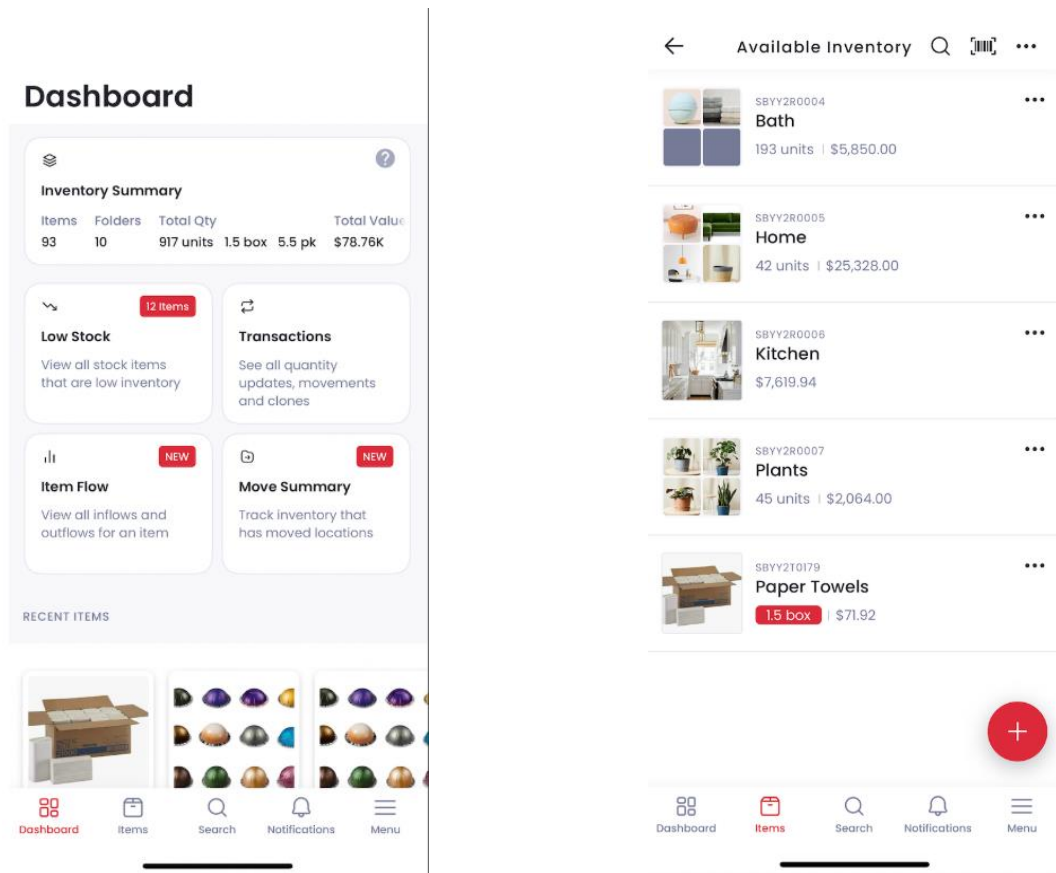 Dashboard
Inventory Summary
Items Folders Total Qty Total Value
93 10 917 units 1.5 box 5.5 pk $78.76K
12 Items
Low Stock
View all stock items
that are low inventory
Transactions
See all quantity
updates, movements
and clones
NEW
Item Flow
View all inflows and
outflows for an item
NEW
Move Summary
Track inventory that
has moved locations
RECENT ITEMS
Dashboard Items Search Notifications Menu
Available Inventory
SBYY2R0004
Bath
193 units | $5,850.00
SBYY2R0005
Home
42 units | $25,328.00
SBYY2R0006
Kitchen
$7,619.94
SBYY2R0007
Plants
45 units | $2,064.00
SBYY2T0179
Paper Towels
1.5 box | $71.92
Dashboard Items Search Notifications Menu